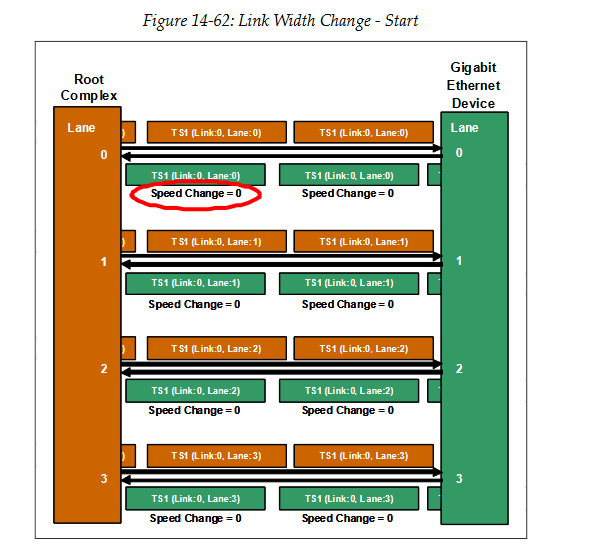 Figure 14-62: Link Width Change - Start
Root
Complex
Gigabit
Ethernet
Device
Lane
Lane
)
TS1 (Link:0, Lane:0)
TS1 (Link:0, Lane:0)
0
0
TS1 (Link:0, Lane:0)
TS1 (Link:0, Lane:0)
Speed Change = 0
Speed Change = 0
)
TS1 (Link:0, Lane:1)
TS1 (Link:0, Lane:1)
1
1
TS1 (Link:0, Lane:1)
TS1 (Link:0, Lane:1)
Speed Change = 0
Speed Change = 0
)
TS1 (Link:0, Lane:2)
TS1 (Link:0, Lane:2)
2
2
TS1 (Link:0, Lane:2)
TS1 (Link:0, Lane:2)
Speed Change = 0
Speed Change = 0
)
TS1 (Link:0, Lane:3)
TS1 (Link:0, Lane:3)
3
3
TS1 (Link:0, Lane:3)
TS1 (Link:0, Lane:3)
Speed Change = 0
Speed Change = 0